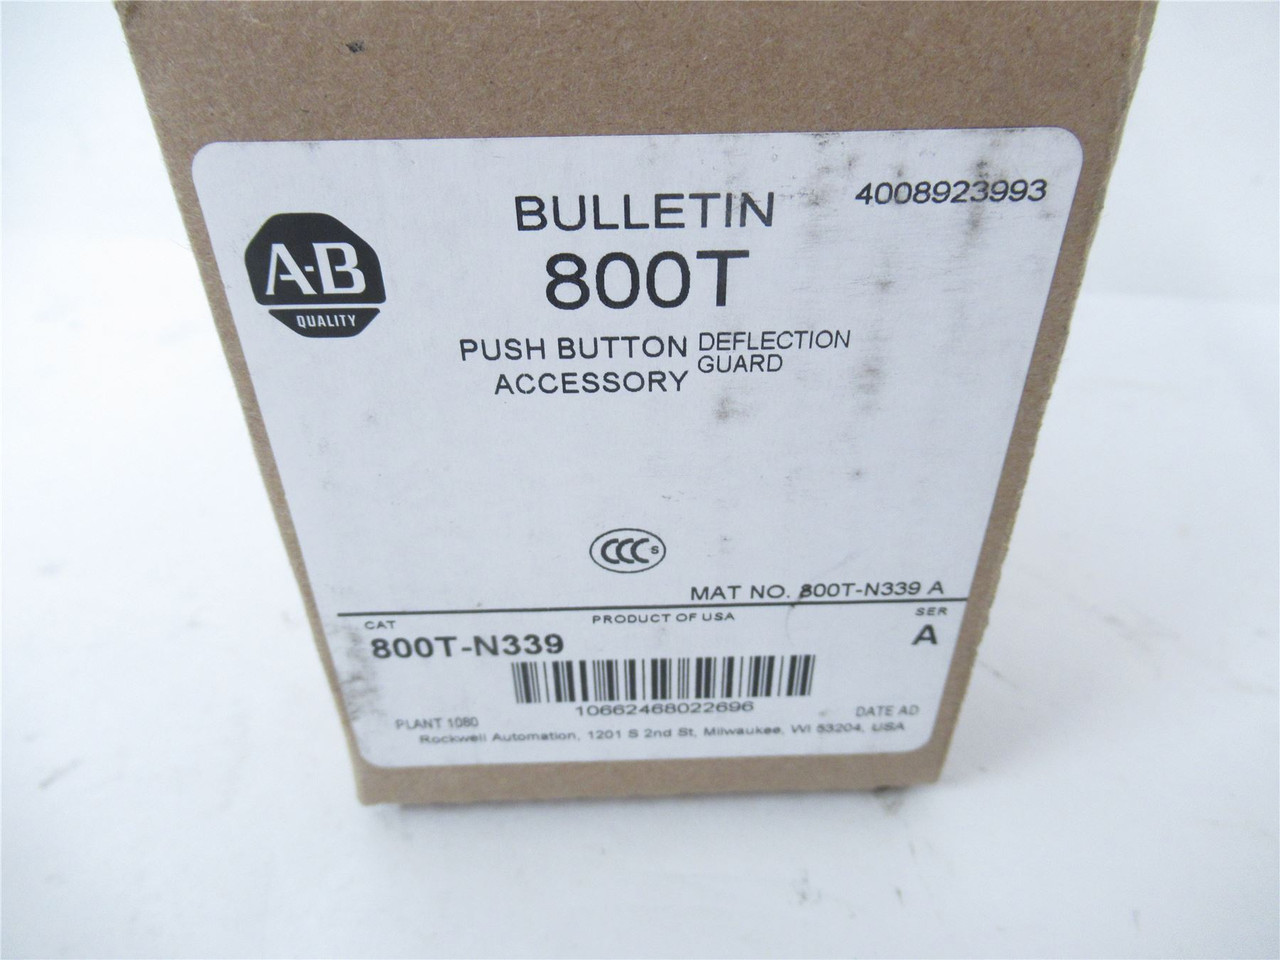 BULLETIN
4008923993
800T
A-B
QUALITY
PUSH BUTTON
ACCESSORY
DEFLECTION
GUARD
CCC S
MAT NO. 800T-N339 A
CAT
PRODUCT OF USA
SER
800T-N339
A
10662468022696
PLANT 1080
DATE AD
Rockwell Automation, 1201 S 2nd St, Milwaukee, WI 53204, USA